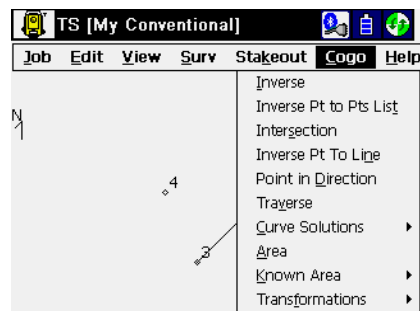 TS [My Conventional]
Job Edit View Surv Stakeout Cogo Help
Inverse
Inverse Pt to Pts List
Intersection
Inverse Pt To Line
Point in Direction
Traverse
Curve Solutions
Area
Known Area
Transformations
N
4
3